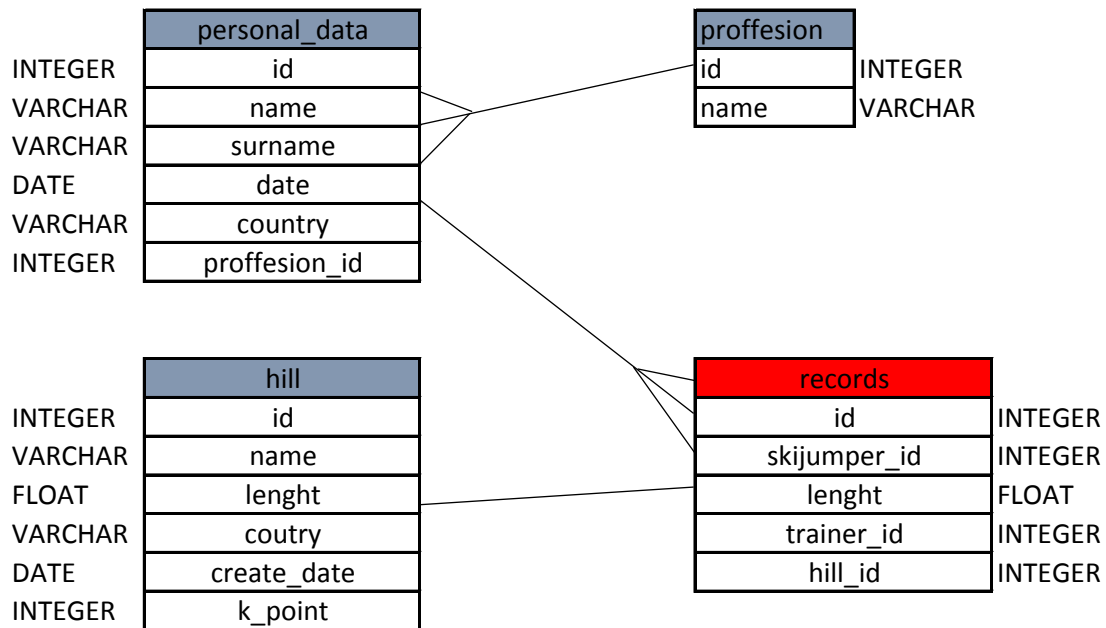 personal_data
INTEGER id
VARCHAR name
VARCHAR surname
DATE date
VARCHAR country
INTEGER proffesion_id
proffesion
id INTEGER
name VARCHAR
hill
INTEGER id
VARCHAR name
FLOAT lenght
VARCHAR coutry
DATE create_date
INTEGER k_point
records
id INTEGER
skijumper_id INTEGER
lenght FLOAT
trainer_id INTEGER
hill_id INTEGER